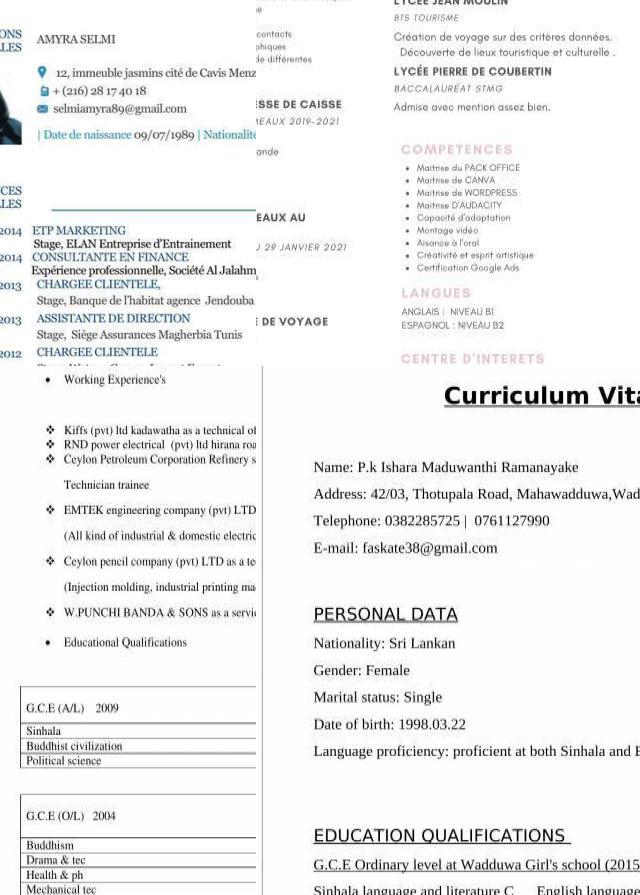 ONS
LLES
AMYRA SELMI
12, immeuble jasmins cité de Cavis Menz
+ (216) 28 17 40 18
selmiamyra89@gmail.com
| Date de naissance 09/07/1989 | Nationalité
CES
LLES
2014 ETP MARKETING
Stage, ELAN Entreprise d'Entrainement
2014 CONSULTANTE EN FINANCE
Expérience professionnelle, Société Al Jalahm
2013 CHARGEE CLIENTELE,
Stage, Banque de l'habitat agence Jendouba
2013 ASSISTANTE DE DIRECTION
Stage, Siège Assurances Magherbia Tunis
2012 CHARGEE CLIENTELE
contacts
phiques
de différentes
ESSE DE CAISSE
EAUX 2019-2021
ande
EAUX AU
29 JANVIER 2021
DE VOYAGE
LYCEE JEAN MOULIN
BTS TOURISME
Création de voyage sur des critères données.
Découverte de lieux touristique et culturelle .
LYCÉE PIERRE DE COUBERTIN
BACCALAURÉAT STMG
Admise avec mention assez bien.
COMPETENCES
• Maitrise du PACK OFFICE
• Maitrise de CANVA
• Maitrise de WORDPRESS
• Maitrise D'AUDACITY
• Capacité d'adaptation
• Montage vidéo
• Aisance à l'oral
• Créativité et esprit artistique
• Certification Google Ads
LANGUES
ANGLAIS : NIVEAU B1
ESPAGNOL : NIVEAU B2
CENTRE D'INTERETS
• Working Experience's
❖ Kiffs (pvt) ltd kadawatha as a technical of
❖ RND power electrical (pvt) ltd hirana roa
❖ Ceylon Petroleum Corporation Refinery s
Technician trainee
❖ EMTEK engineering company (pvt) LTD
(All kind of industrial & domestic electric
❖ Ceylon pencil company (pvt) LTD as a te
(Injection molding, industrial printing ma
❖ W.PUNCHI BANDA & SONS as a servic
• Educational Qualifications
G.C.E (A/L) 2009
Sinhala
Buddhist civilization
Political science
G.C.E (O/L) 2004
Buddhism
Drama & tec
Health & ph
Mechanical tec
Curriculum Vita
Name: P.k Ishara Maduwanthi Ramanayake
Address: 42/03, Thotupala Road, Mahawadduwa,Wad
Telephone: 0382285725 | 0761127990
E-mail: faskate38@gmail.com
PERSONAL DATA
Nationality: Sri Lankan
Gender: Female
Marital status: Single
Date of birth: 1998.03.22
Language proficiency: proficient at both Sinhala and E
EDUCATION QUALIFICATIONS
G.C.E Ordinary level at Wadduwa Girl's school (2015
Sinhala language and literature C English language